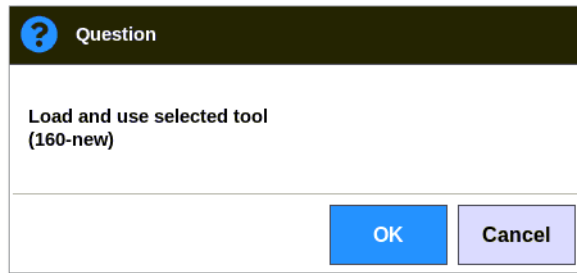 Question
Load and use selected tool
(160-new)
OK
Cancel